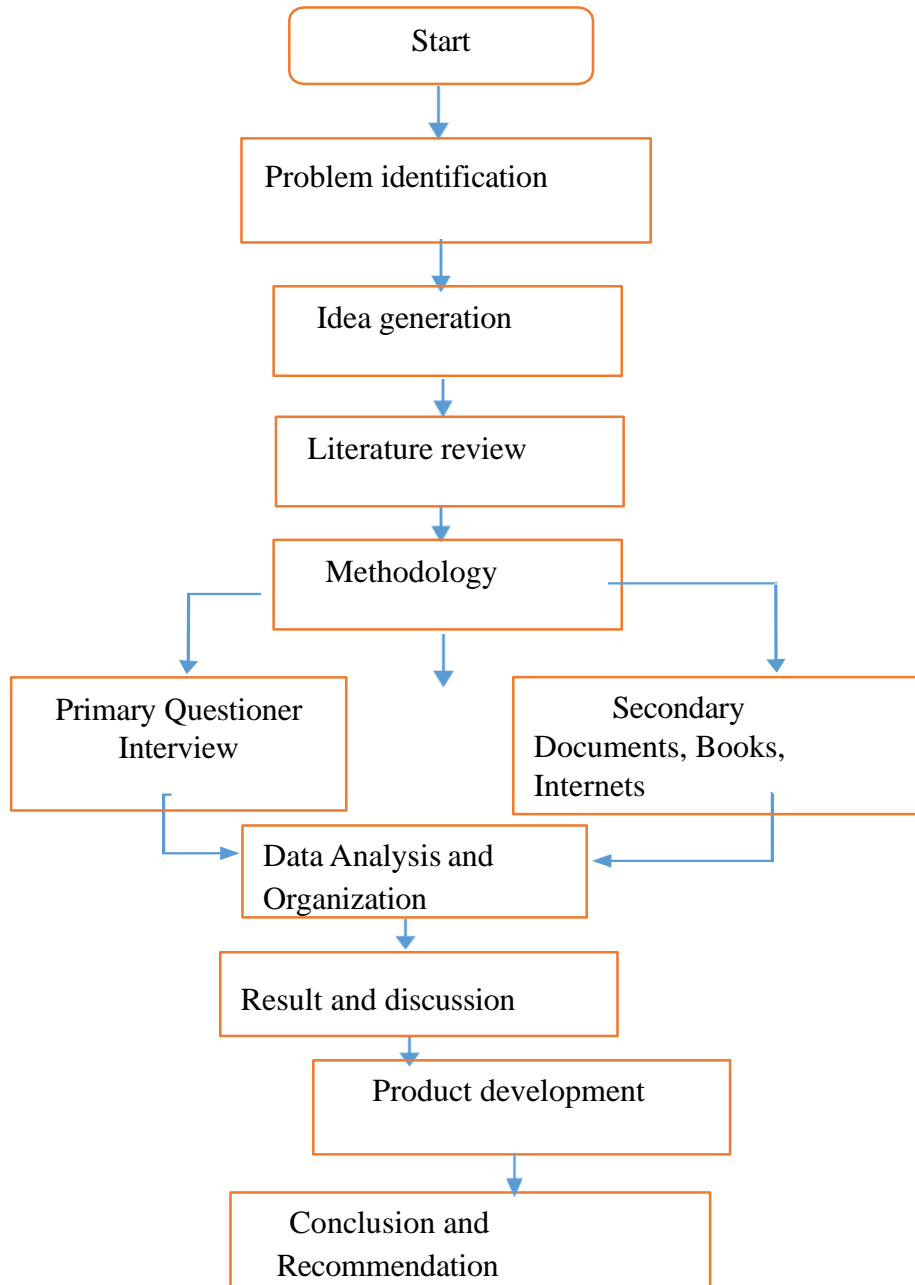 Start
Problem identification
Idea generation
Literature review
Methodology
Primary Questioner
Interview
Secondary
Documents, Books,
Internets
Data Analysis and
Organization
Result and discussion
Product development
Conclusion and
Recommendation